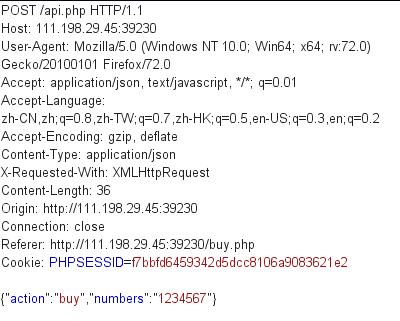 POST /api.php HTTP/1.1
Host: 111.198.29.45:39230
User-Agent: Mozilla/5.0 (Windows NT 10.0; Win64; x64; rv:72.0)
Gecko/20100101 Firefox/72.0
Accept: application/json, text/javascript, */*; q=0.01
Accept-Language:
zh-CN,zh;q=0.8,zh-TW;q=0.7,zh-HK;q=0.5,en-US;q=0.3,en;q=0.2
Accept-Encoding: gzip, deflate
Content-Type: application/json
X-Requested-With: XMLHttpRequest
Content-Length: 36
Origin: http://111.198.29.45:39230
Connection: close
Referer: http://111.198.29.45:39230/buy.php
Cookie: PHPSESSID=f7bbfd6459342d5dcc8106a9083621e2
{"action":"buy","numbers":"1234567"}